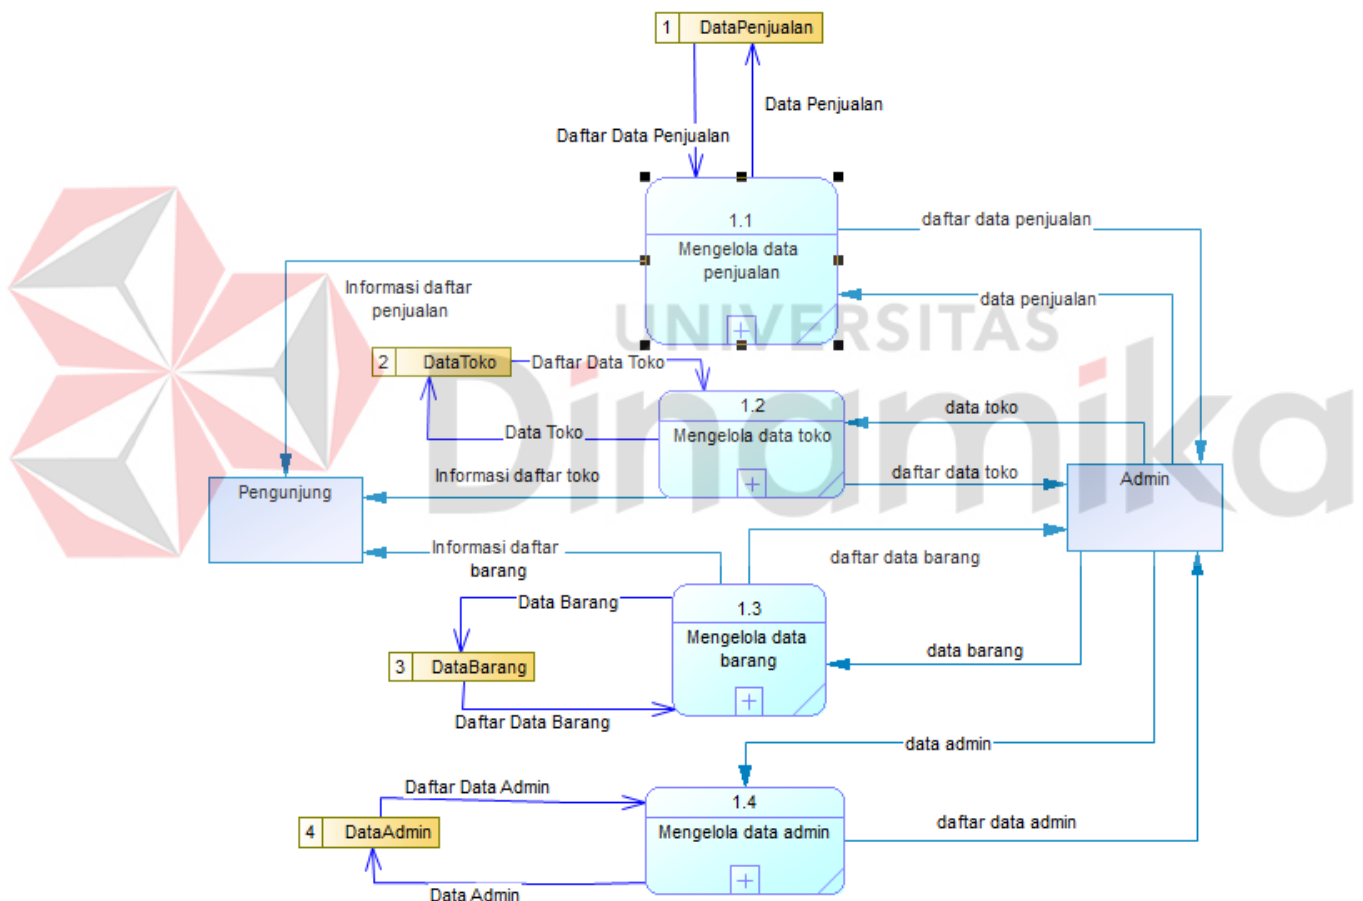 1 DataPenjualan
Data Penjualan
Daftar Data Penjualan
1.1
Mengelola data
penjualan
daftar data penjualan
Informasi daftar
penjualan
data penjualan
UNIVERSITAS
Dinamika
2 DataToko
Daftar Data Toko
1.2
Mengelola data toko
data toko
Data Toko
Informasi daftar toko
daftar data toko
Pengunjung
Admin
Informasi daftar
barang
daftar data barang
Data Barang
1.3
Mengelola data
barang
data barang
3 DataBarang
Daftar Data Barang
data admin
Daftar Data Admin
1.4
Mengelola data admin
daftar data admin
4 DataAdmin
Data Admin